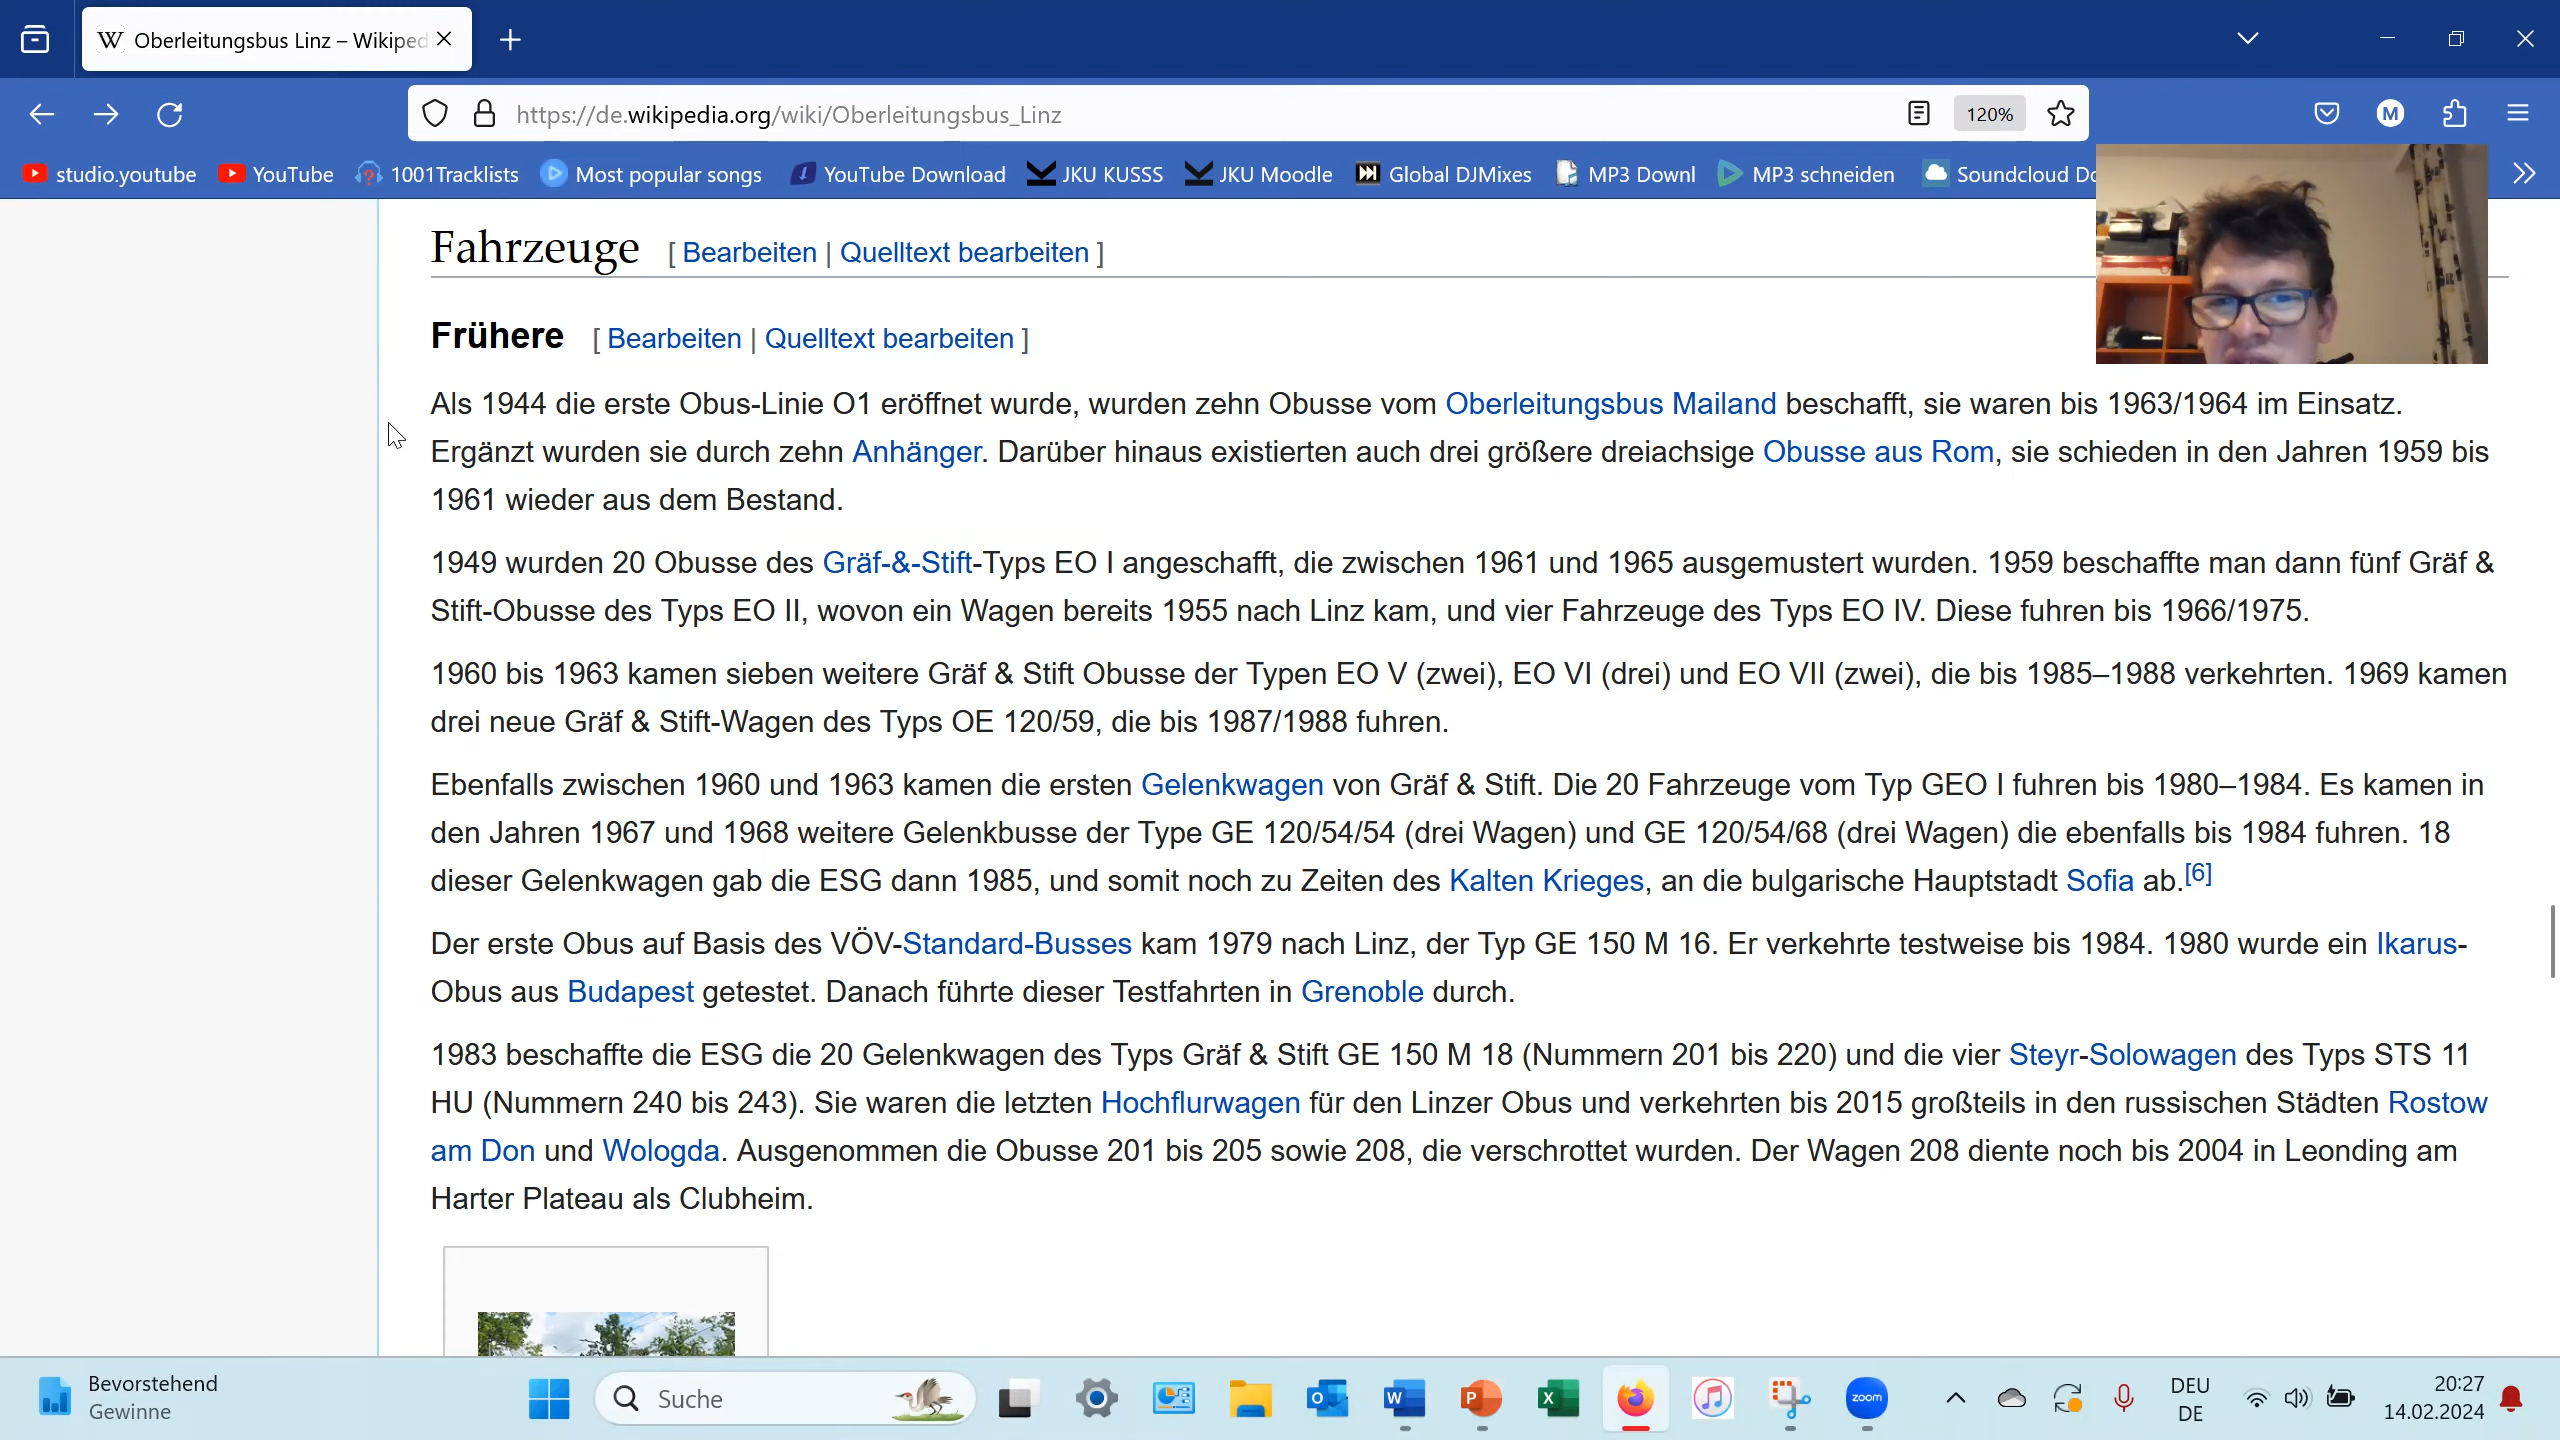 Oberleitungsbus Linz – Wikiped
https://de.wikipedia.org/wiki/Oberleitungsbus_Linz
120%
M
studio.youtube
YouTube
1001Tracklists
Most popular songs
YouTube Download
JKU KUSSS
JKU Moodle
Global DJMixes
MP3 Downl
MP3 schneiden
Soundcloud Do
Fahrzeuge [ Bearbeiten | Quelltext bearbeiten ]
Frühere [ Bearbeiten | Quelltext bearbeiten ]
Als 1944 die erste Obus-Linie O1 eröffnet wurde, wurden zehn Obusse vom Oberleitungsbus Mailand beschafft, sie waren bis 1963/1964 im Einsatz.
Ergänzt wurden sie durch zehn Anhänger. Darüber hinaus existierten auch drei größere dreiachsige Obusse aus Rom, sie schieden in den Jahren 1959 bis
1961 wieder aus dem Bestand.
1949 wurden 20 Obusse des Gräf-&-Stift-Typs EO I angeschafft, die zwischen 1961 und 1965 ausgemustert wurden. 1959 beschaffte man dann fünf Gräf &
Stift-Obusse des Typs EO II, wovon ein Wagen bereits 1955 nach Linz kam, und vier Fahrzeuge des Typs EO IV. Diese fuhren bis 1966/1975.
1960 bis 1963 kamen sieben weitere Gräf & Stift Obusse der Typen EO V (zwei), EO VI (drei) und EO VII (zwei), die bis 1985–1988 verkehrten. 1969 kamen
drei neue Gräf & Stift-Wagen des Typs OE 120/59, die bis 1987/1988 fuhren.
Ebenfalls zwischen 1960 und 1963 kamen die ersten Gelenkwagen von Gräf & Stift. Die 20 Fahrzeuge vom Typ GEO I fuhren bis 1980–1984. Es kamen in
den Jahren 1967 und 1968 weitere Gelenkbusse der Type GE 120/54/54 (drei Wagen) und GE 120/54/68 (drei Wagen) die ebenfalls bis 1984 fuhren. 18
dieser Gelenkwagen gab die ESG dann 1985, und somit noch zu Zeiten des Kalten Krieges, an die bulgarische Hauptstadt Sofia ab.[6]
Der erste Obus auf Basis des VÖV-Standard-Busses kam 1979 nach Linz, der Typ GE 150 M 16. Er verkehrte testweise bis 1984. 1980 wurde ein Ikarus-
Obus aus Budapest getestet. Danach führte dieser Testfahrten in Grenoble durch.
1983 beschaffte die ESG die 20 Gelenkwagen des Typs Gräf & Stift GE 150 M 18 (Nummern 201 bis 220) und die vier Steyr-Solowagen des Typs STS 11
HU (Nummern 240 bis 243). Sie waren die letzten Hochflurwagen für den Linzer Obus und verkehrten bis 2015 großteils in den russischen Städten Rostow
am Don und Wologda. Ausgenommen die Obusse 201 bis 205 sowie 208, die verschrottet wurden. Der Wagen 208 diente noch bis 2004 in Leonding am
Harter Plateau als Clubheim.
Bevorstehend
Gewinne
Suche
zoom
DEU
DE
20:27
14.02.2024